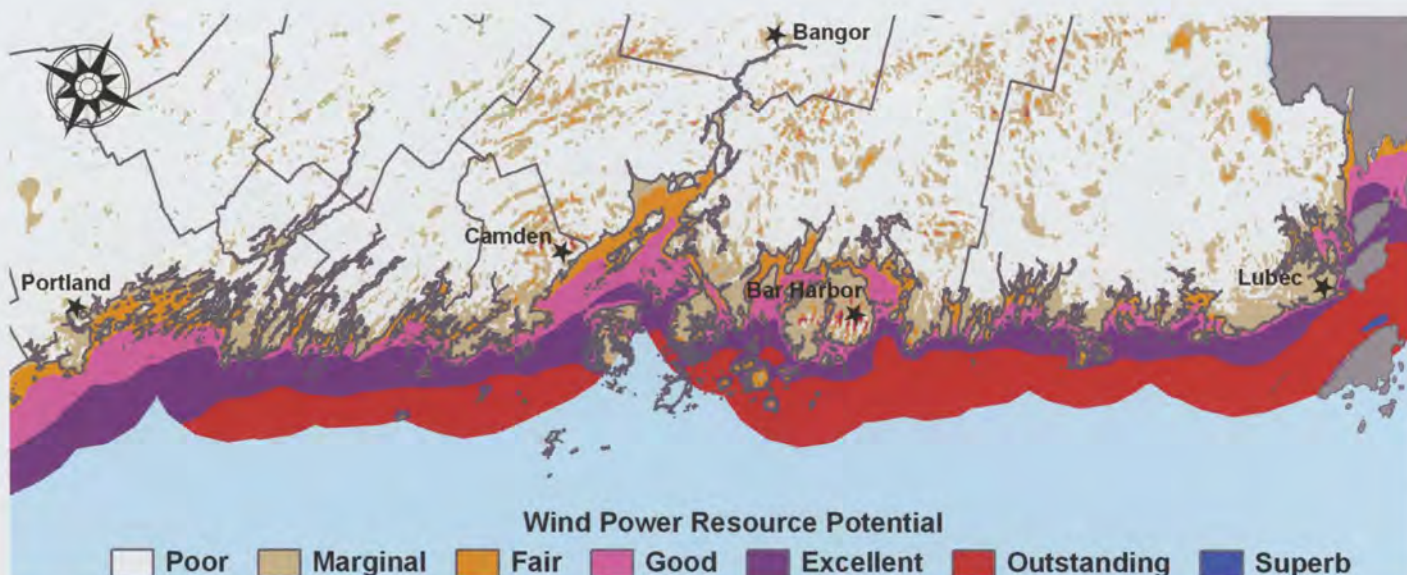 Bangor
Camden
Portland
Bar Harbor
Lubec
Wind Power Resource Potential
Poor Marginal Fair Good Excellent Outstanding Superb